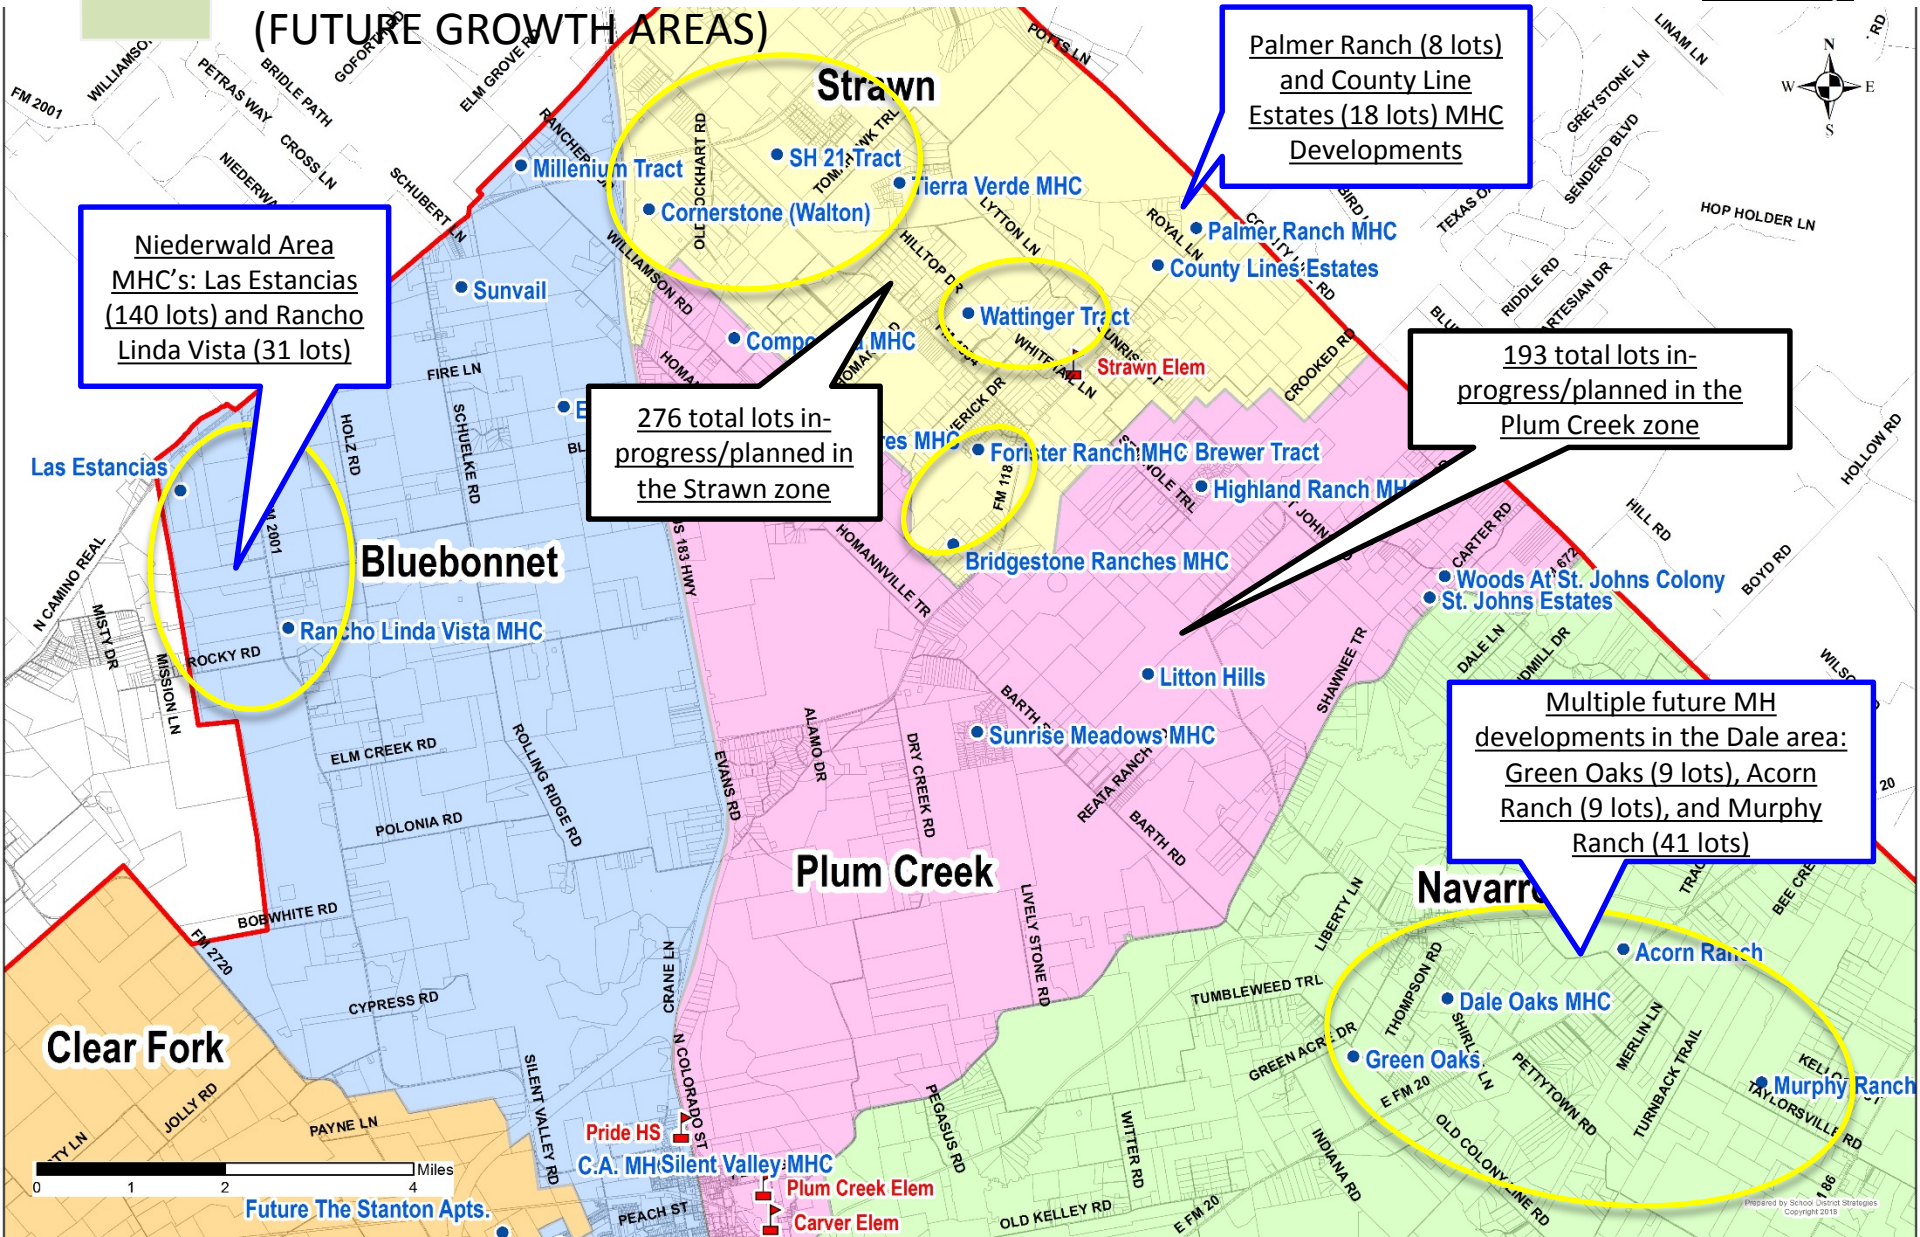 (FUTURE GROWTH AREAS)
Strawn
Palmer Ranch (8 lots)
and County Line
Estates (18 lots) MHC
Developments
N
W
E
S
POTTS LN
LINAM LN
RD
GREYSTONE LN
SENDERO BLVD
HOP HOLDER LN
RIDDLE RD
FM 2001
PETRAS WAY
BRIDLE PATH
GOFORTH RD
ELM GROVE RD
CROSS LN
SCHUBERT LN
OLD LOCKHART RD
Millenium Tract
SH 21 Tract
Tierra Verde MHC
Cornerstone (Walton)
LYTTON LN
HILLTOP DR
ROYAL LN
Palmer Ranch MHC
County Lines Estates
Niederwald Area
MHC's: Las Estancias
(140 lots) and Rancho
Linda Vista (31 lots)
Sunvail
WILLIAMSON RD
Wattinger Tract
WHITETAIL LN
Strawn Elem
CROOKED RD
193 total lots in-
progress/planned in the
Plum Creek zone
276 total lots in-
progress/planned in
the Strawn zone
MHC
FIRE LN
HOLZ RD
SCHUELKE RD
Las Estancias
Forister Ranch MHC
Brewer Tract
Highland Ranch MHC
HOLLOW RD
HILL RD
BOYD RD
CARTER RD
N CAMINO REAL
MISTY DR
MISSION LN
Bluebonnet
US 183 HWY
HOMANNVILLE TR
Bridgestone Ranches MHC
Woods At St. Johns Colony
St. Johns Estates
Rancho Linda Vista MHC
ROCKY RD
Litton Hills
SHAWNEE TR
DALE LN
Multiple future MH
developments in the Dale area:
Green Oaks (9 lots), Acorn
Ranch (9 lots), and Murphy
Ranch (41 lots)
ELM CREEK RD
ROLLING RIDGE RD
EVANS RD
ALAMO DR
DRY CREEK RD
Sunrise Meadows MHC
REATA RANCH
BARTH RD
20
POLONIA RD
Plum Creek
LIVELY STONE RD
LIBERTY LN
BOBWHITE RD
FM 2720
CRANE LN
CYPRESS RD
Acorn Ranch
TUMBLEWEED TRL
THOMPSON RD
Dale Oaks MHC
MERLIN LN
TURNBACK TRAIL
Clear Fork
N COLORADO ST
GREEN ACRE DR
Green Oaks
E FM 20
PETTYTOWN RD
Murphy Ranch
TAYLORSVILLE RD
JOLLY RD
PAYNE LN
SILENT VALLEY RD
Pride HS
PEGASUS RD
WITTER RD
INDIANA RD
OLD COLONY LINE RD
Silent Valley MHC
Plum Creek Elem
Carver Elem
PEACH ST
OLD KELLEY RD
E FM 20
0 1 2 4
Miles
Future The Stanton Apts.
Prepared by School District Strategies
Copyright 2018